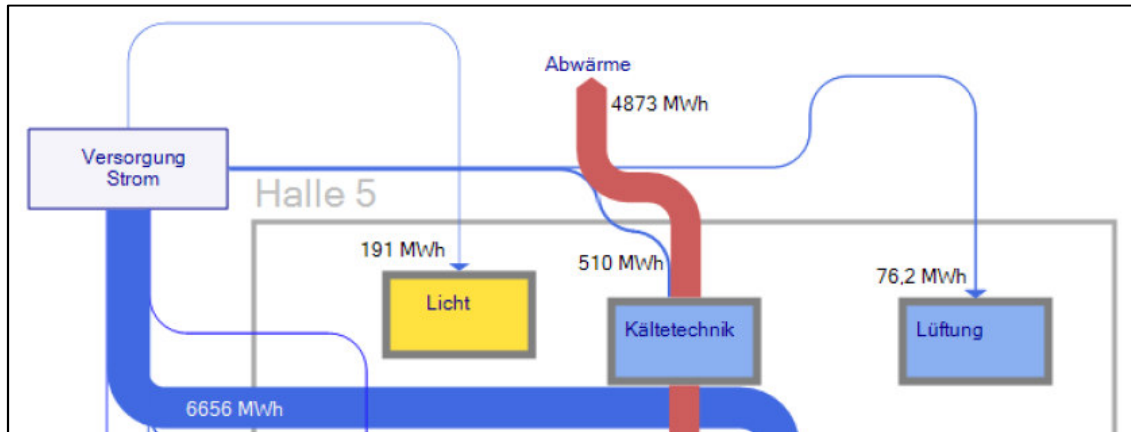 Abwärme
4873 MWh
Versorgung
Strom
Halle 5
191 MWh
510 MWh
76,2 MWh
Licht
Kältetechnik
Lüftung
6656 MWh